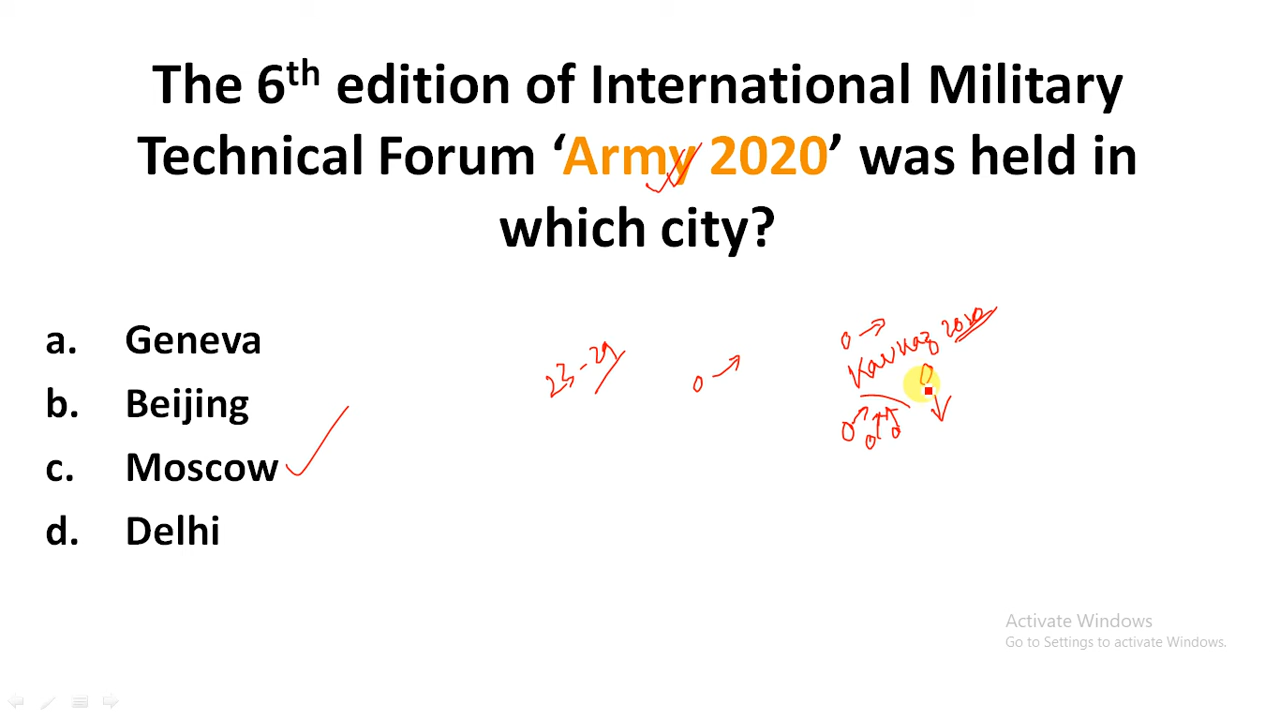 The 6th edition of International Military
Technical Forum ‘Army 2020’ was held in
which city?
a. Geneva
b. Beijing
c. Moscow
d. Delhi
23-29
Kavkaz 2020
Activate Windows
Go to Settings to activate Windows.